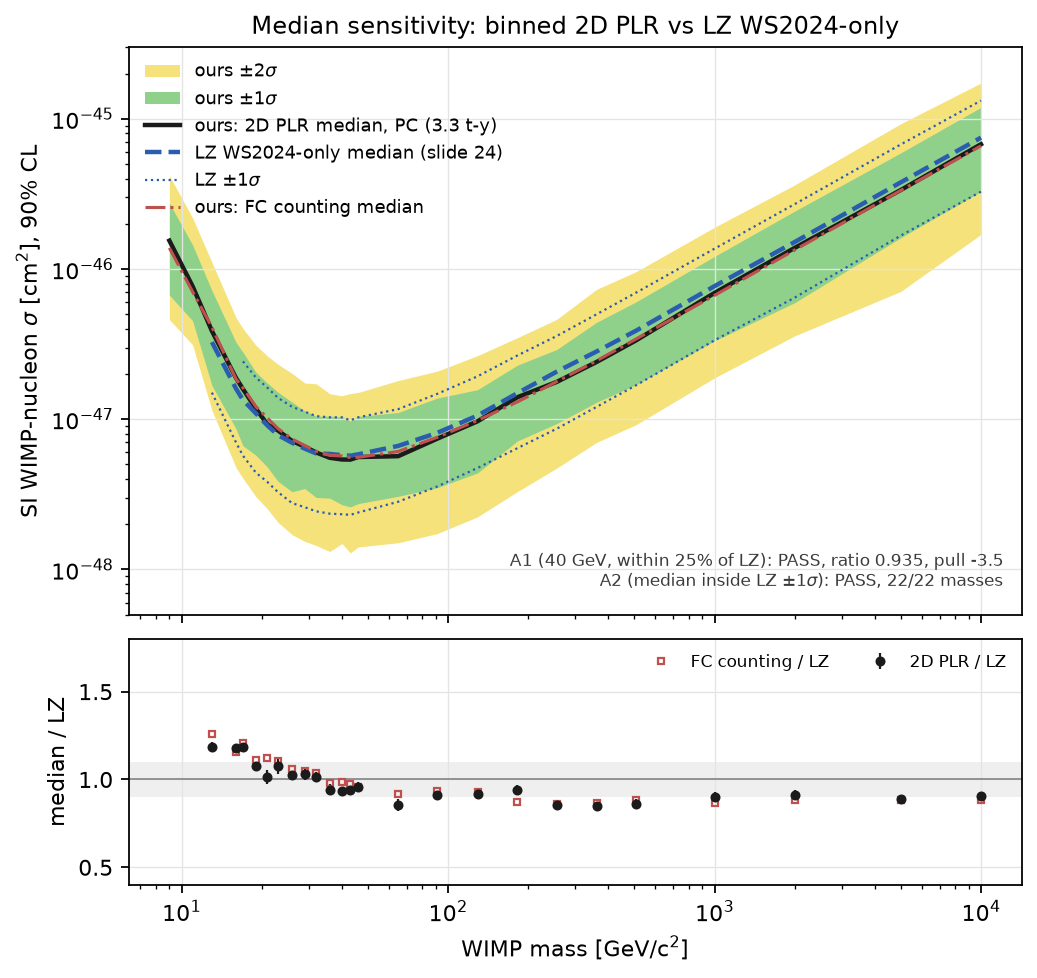 Median sensitivity: binned 2D PLR vs LZ WS2024-only
SI WIMP-nucleon σ [cm²], 90% CL
10⁻⁴⁵
10⁻⁴⁶
10⁻⁴⁷
10⁻⁴⁸
ours ±2σ
ours ±1σ
ours: 2D PLR median, PC (3.3 t-y)
LZ WS2024-only median (slide 24)
LZ ±1σ
ours: FC counting median
A1 (40 GeV, within 25% of LZ): PASS, ratio 0.935, pull -3.5
A2 (median inside LZ ±1σ): PASS, 22/22 masses
median / LZ
1.5
1.0
0.5
FC counting / LZ
2D PLR / LZ
10¹ 10² 10³ 10⁴
WIMP mass [GeV/c²]